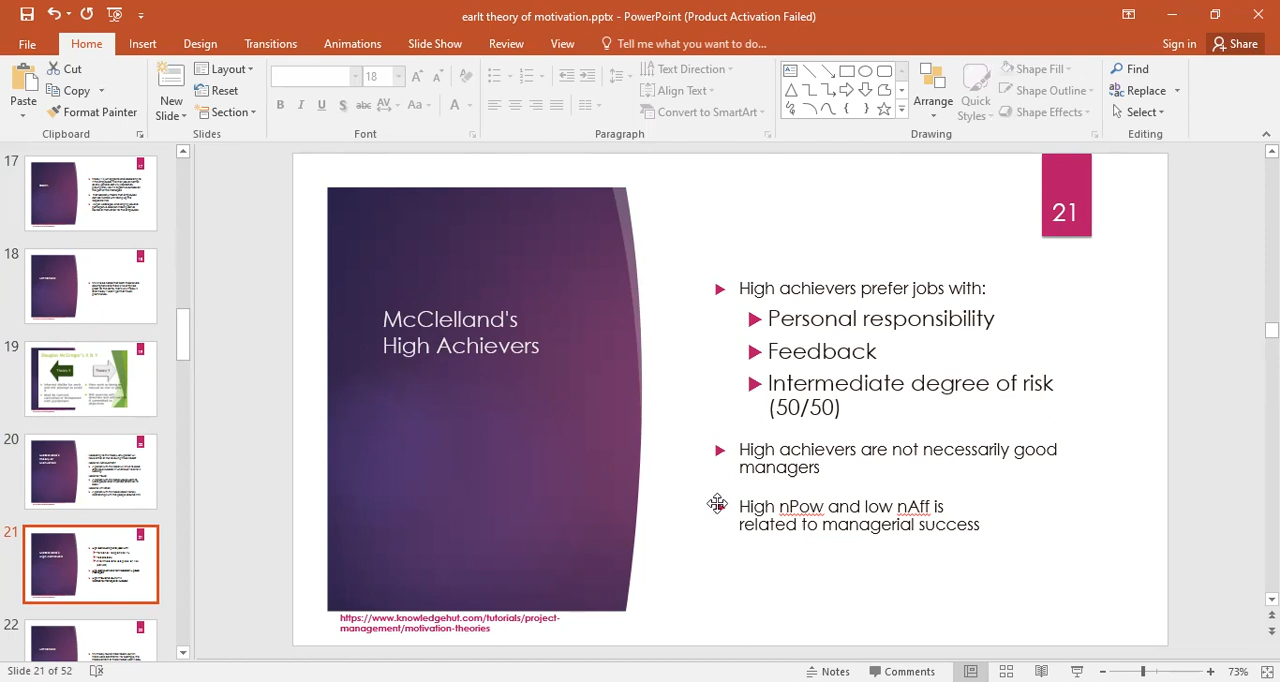 earlt theory of motivation.pptx - PowerPoint (Product Activation Failed)
File Home Insert Design Transitions Animations Slide Show Review View Tell me what you want to do... Sign in Share
Paste
Cut
Copy
Format Painter
Clipboard
New
Slide
Layout
Reset
Section
Slides
18
B I U S abc AV Aa A
Font
Text Direction
Align Text
Convert to SmartArt
Paragraph
Arrange
Quick
Styles
Shape Fill
Shape Outline
Shape Effects
Drawing
Find
Replace
Select
Editing
17
18
19
20
21
22
21
McClelland's
High Achievers
High achievers prefer jobs with:
Personal responsibility
Feedback
Intermediate degree of risk
(50/50)
High achievers are not necessarily good
managers
High nPow and low nAff is
related to managerial success
https://www.knowledgehut.com/tutorials/project-
management/motivation-theories
Slide 21 of 52
Notes
Comments
73%